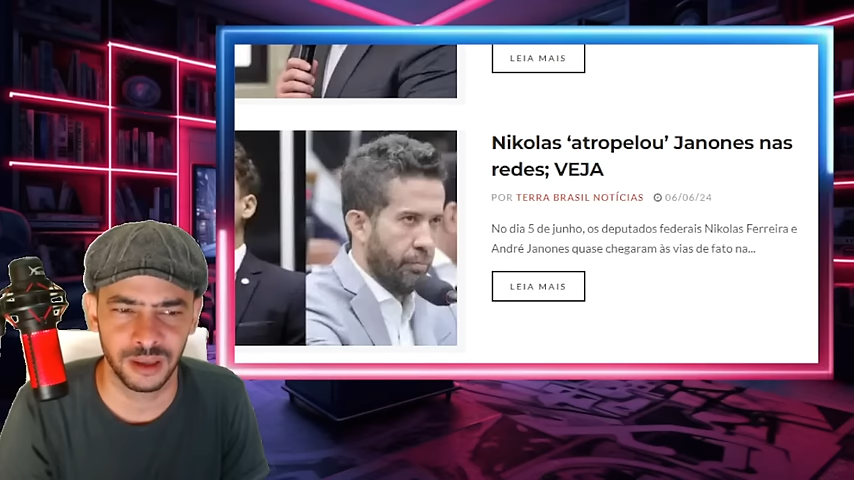 LEIA MAIS
Nikolas ‘atropelou’ Janones nas
redes; VEJA
POR TERRA BRASIL NOTÍCIAS 06/06/24
No dia 5 de junho, os deputados federais Nikolas Ferreira e
André Janones quase chegaram às vias de fato na...
LEIA MAIS